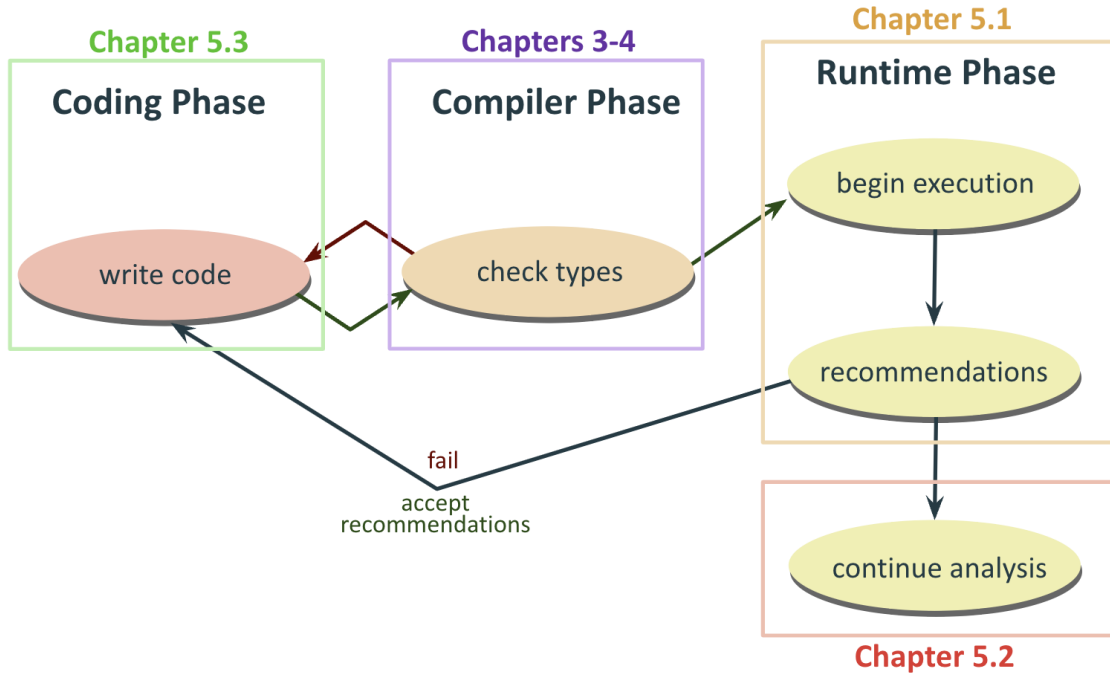 Chapter 5.3
Chapters 3-4
Chapter 5.1
Coding Phase
Compiler Phase
Runtime Phase
begin execution
write code
check types
recommendations
fail
accept
recommendations
continue analysis
Chapter 5.2